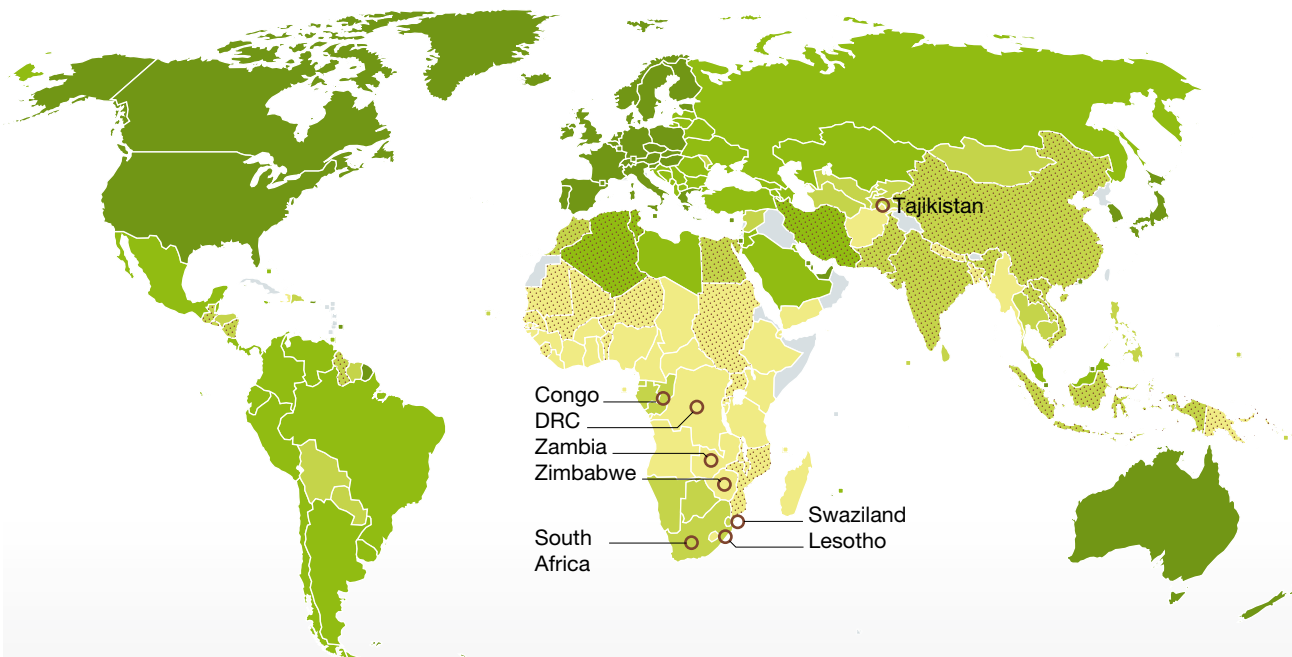 Tajikistan
Congo
DRC
Zambia
Zimbabwe
Swaziland
Lesotho
South
Africa